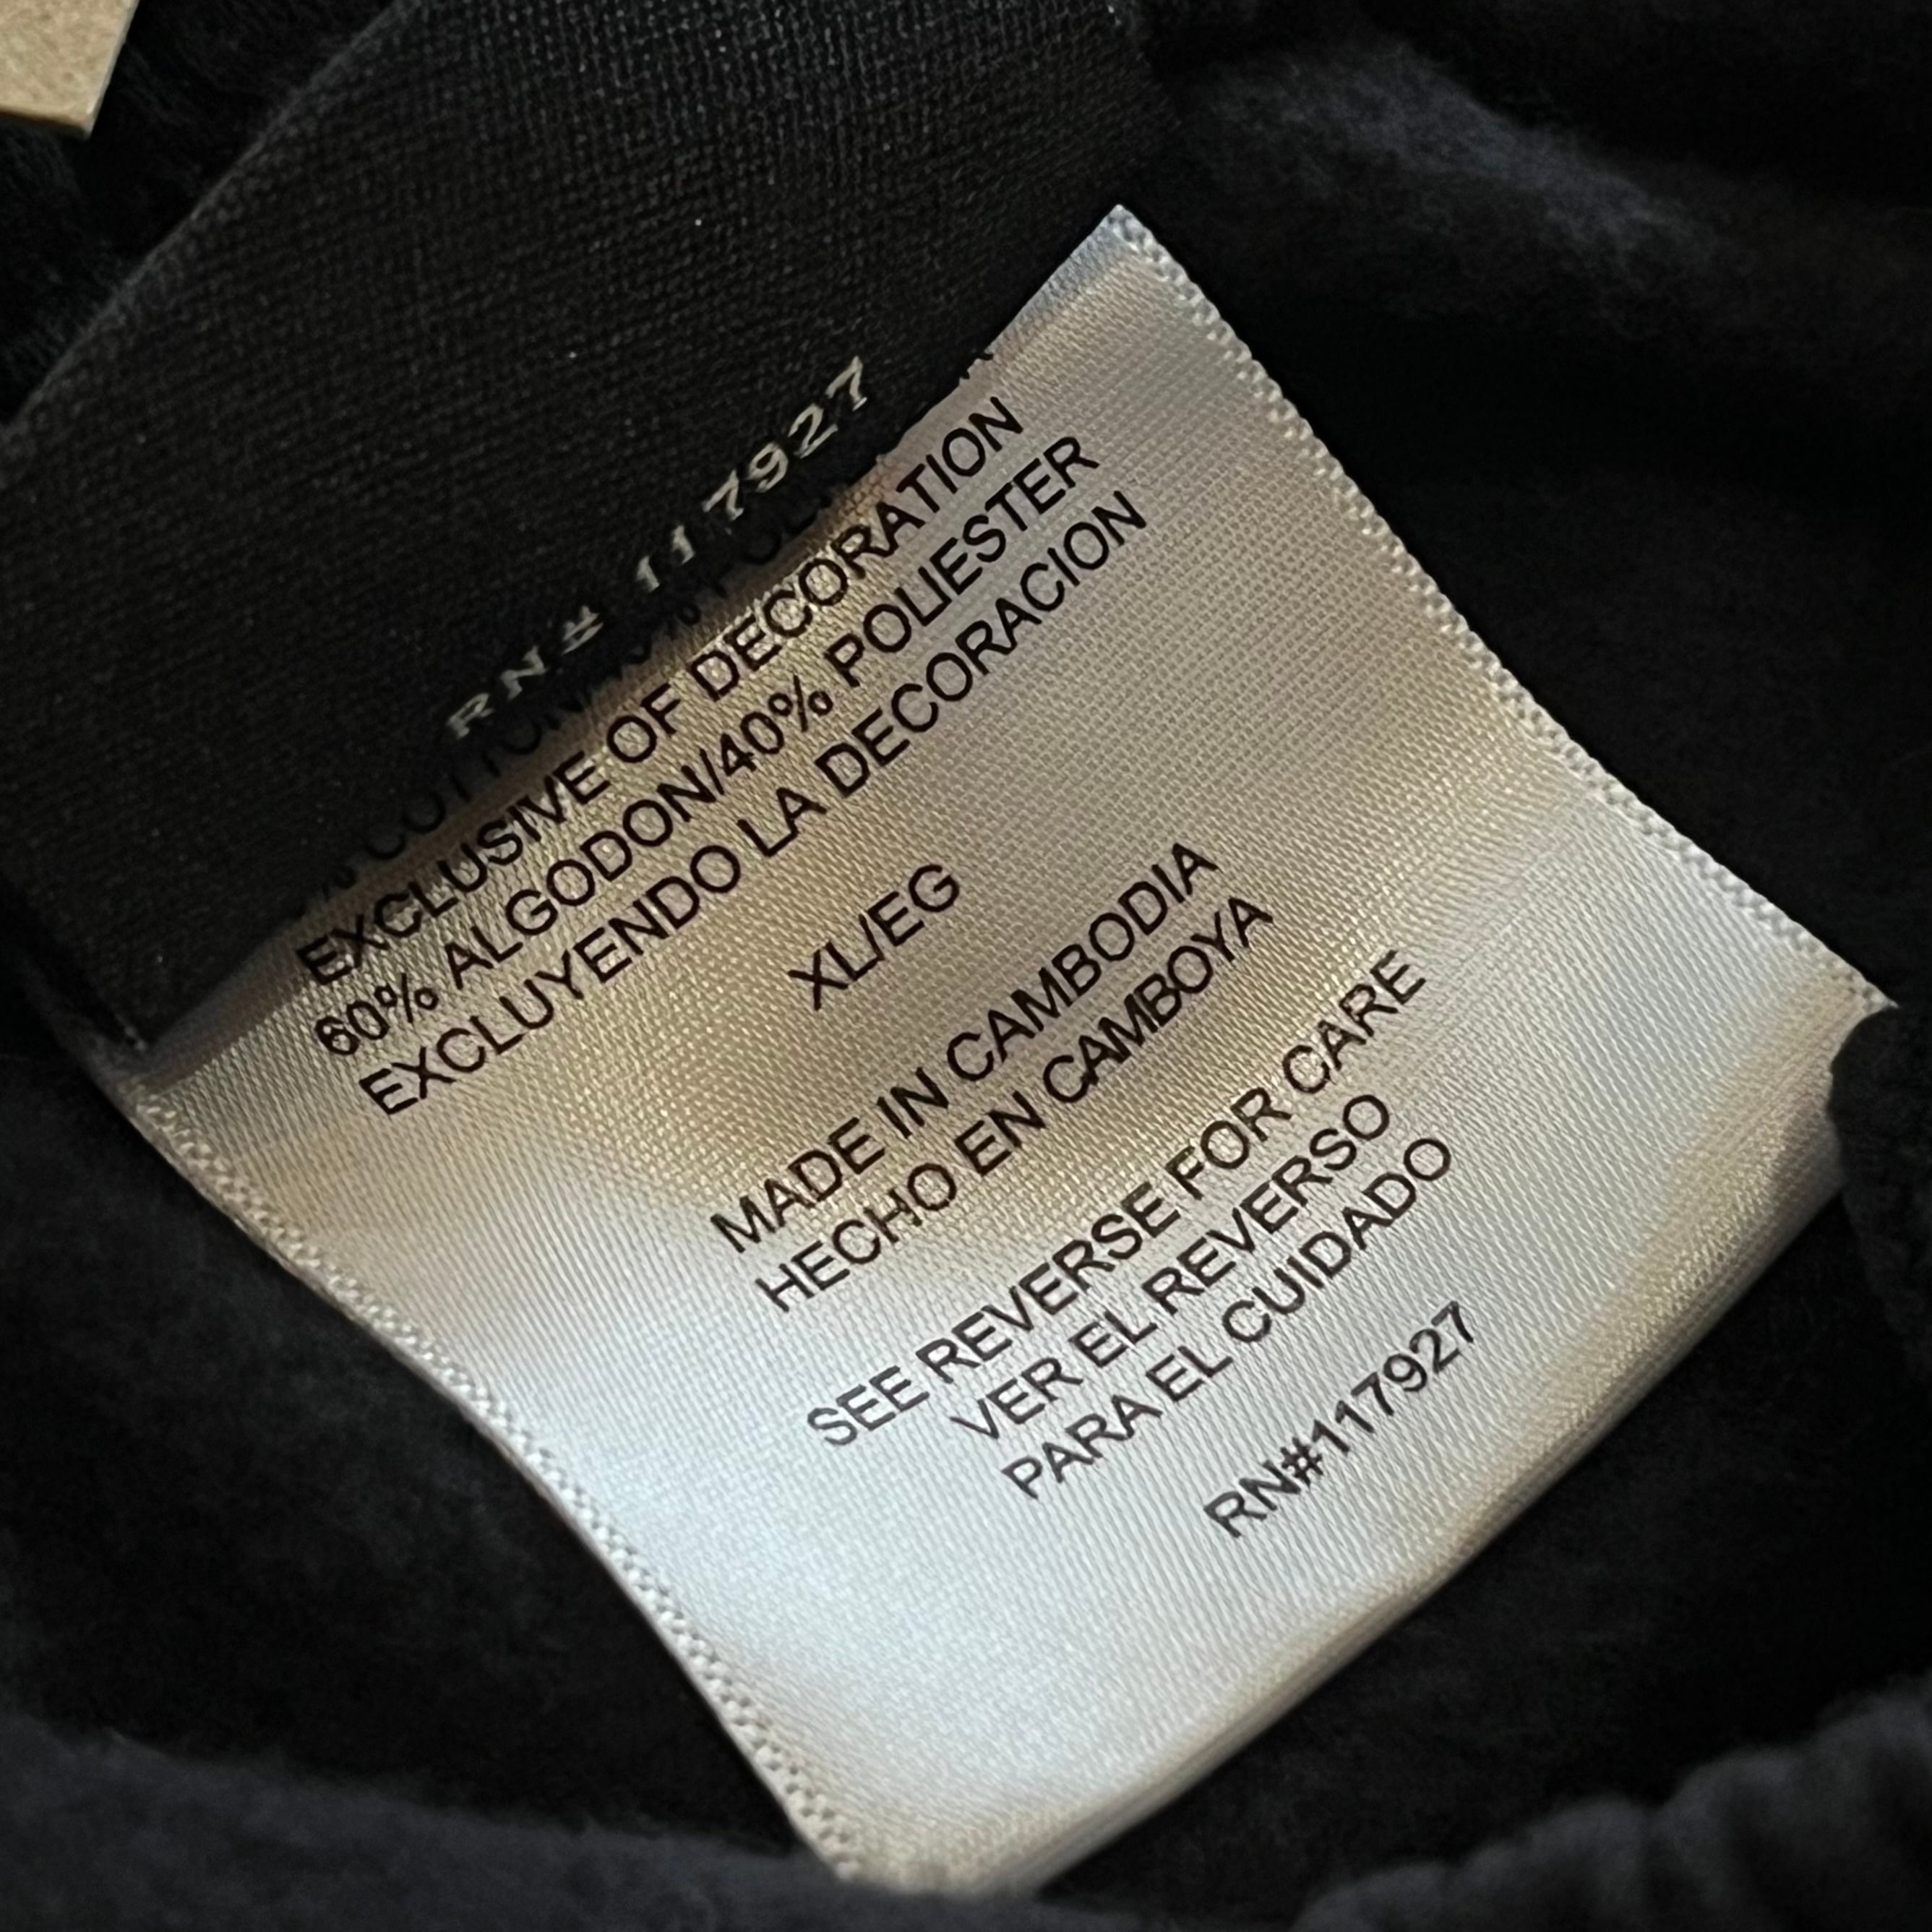 RN# 117927
EXCLUSIVE OF DECORATION
60% ALGODON/40% POLIESTER
EXCLUYENDO LA DECORACION
XL/EG
MADE IN CAMBODIA
HECHO EN CAMBOYA
SEE REVERSE FOR CARE
VER EL REVERSO
PARA EL CUIDADO
RN#117927